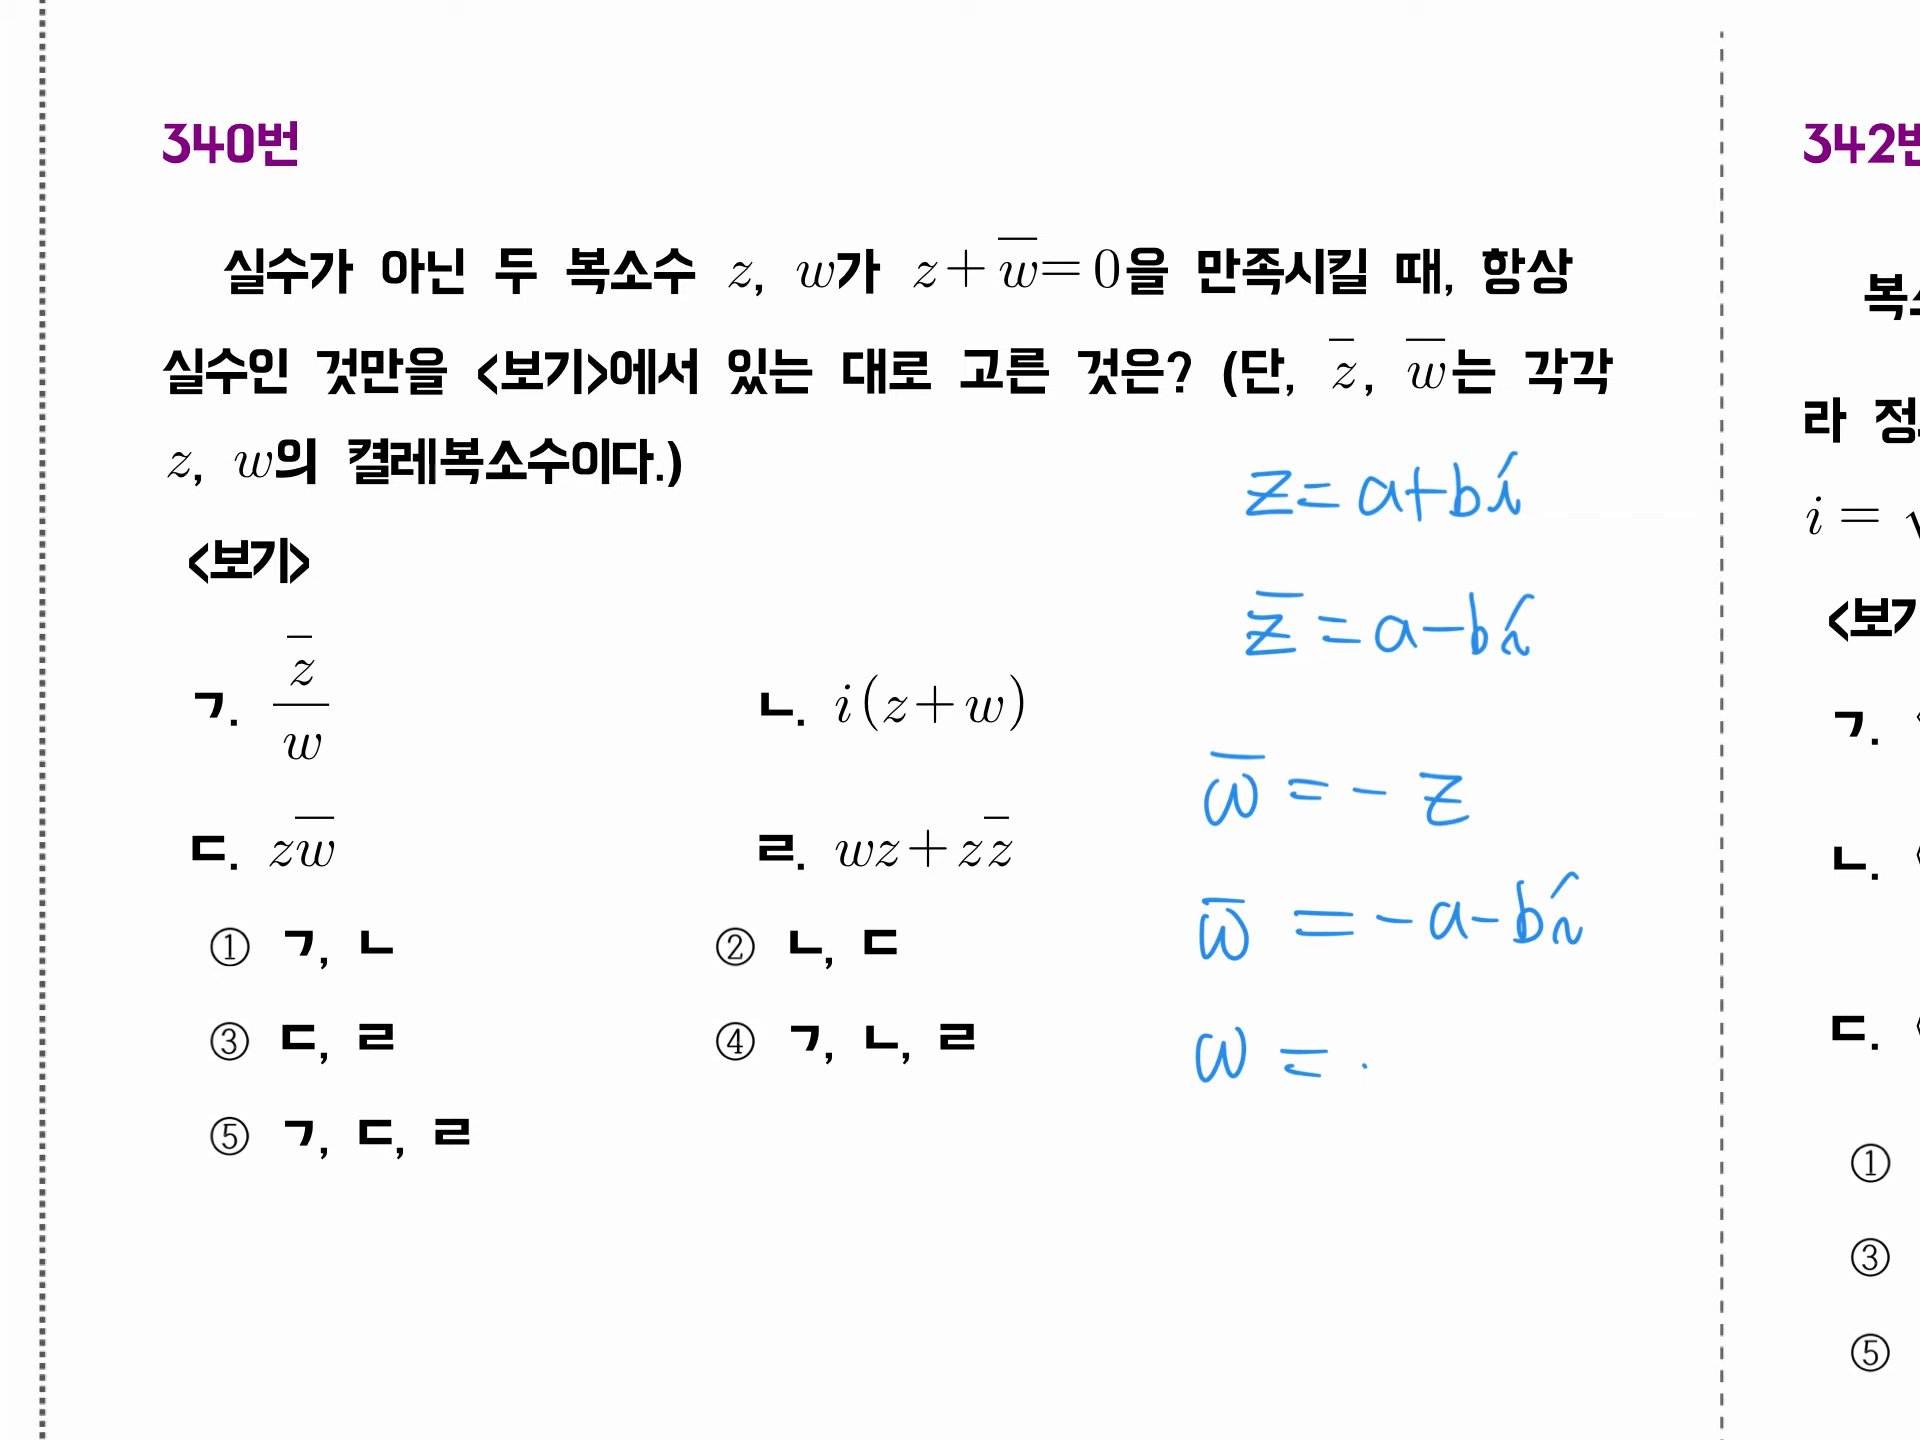 340번
실수가 아닌 두 복소수 z, w가 z+w̅=0을 만족시킬 때, 항상
실수인 것만을 <보기>에서 있는 대로 고른 것은? (단, z̅, w̅는 각각
z, w의 켤레복소수이다.)
<보기>
ㄱ. z̅/w
ㄴ. i(z+w)
ㄷ. zw̅
ㄹ. wz+zz̅
① ㄱ, ㄴ
② ㄴ, ㄷ
③ ㄷ, ㄹ
④ ㄱ, ㄴ, ㄹ
⑤ ㄱ, ㄷ, ㄹ
z=a+bi
z̅=a-bi
w̅=-z
w̅=-a-bi
w=
342번
라
i=
<보기
ㄱ.
ㄴ.
ㄷ.
①
③
⑤